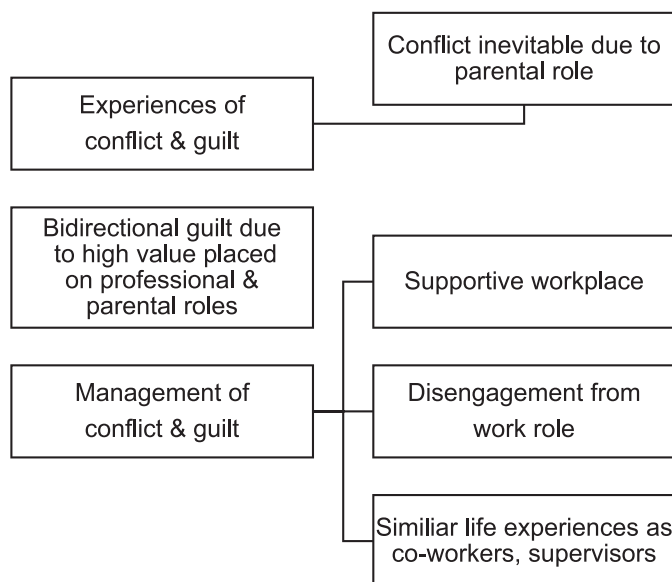 Conflict inevitable due to
parental role
Experiences of
conflict & guilt
Bidirectional guilt due
to high value placed
on professional &
parental roles
Supportive workplace
Management of
conflict & guilt
Disengagement from
work role
Similiar life experiences as
co-workers, supervisors